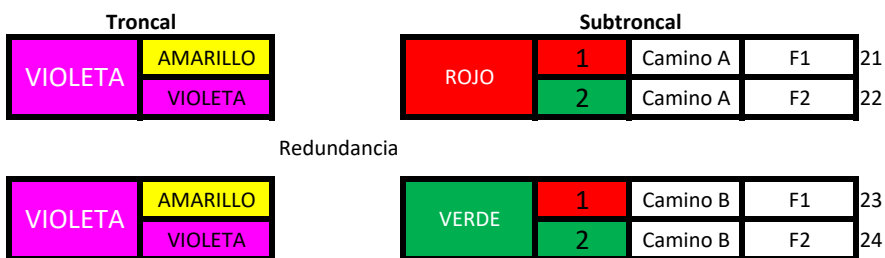 Troncal Subtroncal
VIOLETA AMARILLO ROJO 1 Camino A F1 21
VIOLETA 2 Camino A F2 22
Redundancia
VIOLETA AMARILLO VERDE 1 Camino B F1 23
VIOLETA 2 Camino B F2 24